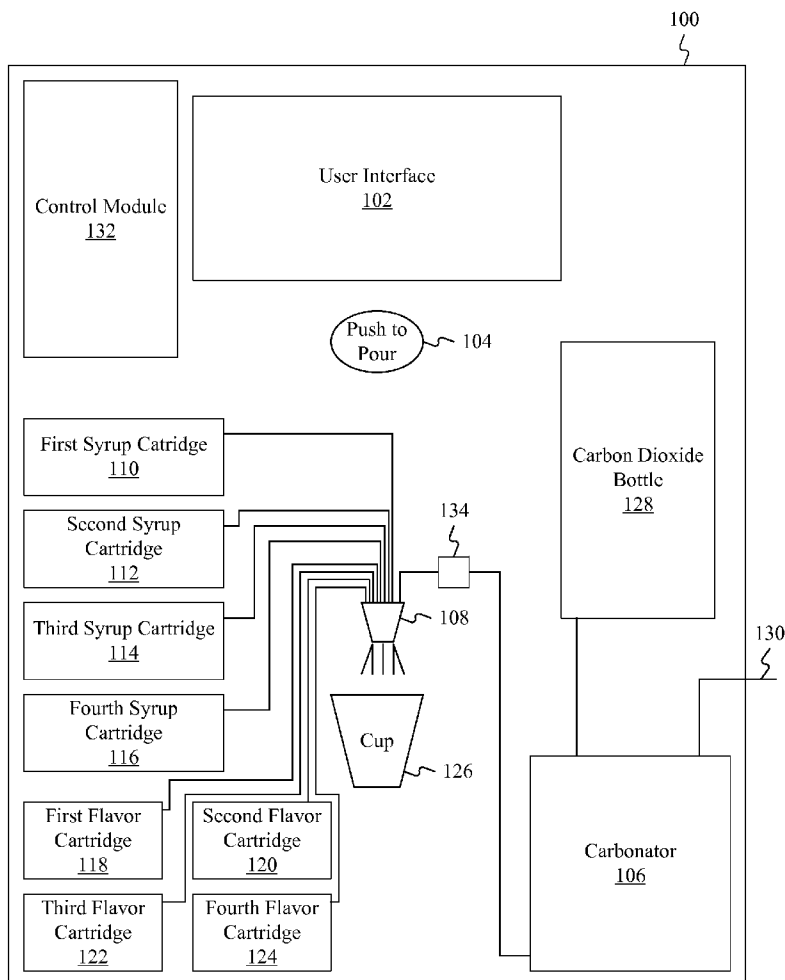 100
Control Module
132
User Interface
102
Push to
Pour
104
First Syrup Catridge
110
Second Syrup
Cartridge
112
Third Syrup Cartridge
114
Fourth Syrup
Cartridge
116
134
108
Carbon Dioxide
Bottle
128
130
Cup
126
First Flavor
Cartridge
118
Second Flavor
Cartridge
120
Third Flavor
Cartridge
122
Fourth Flavor
Cartridge
124
Carbonator
106